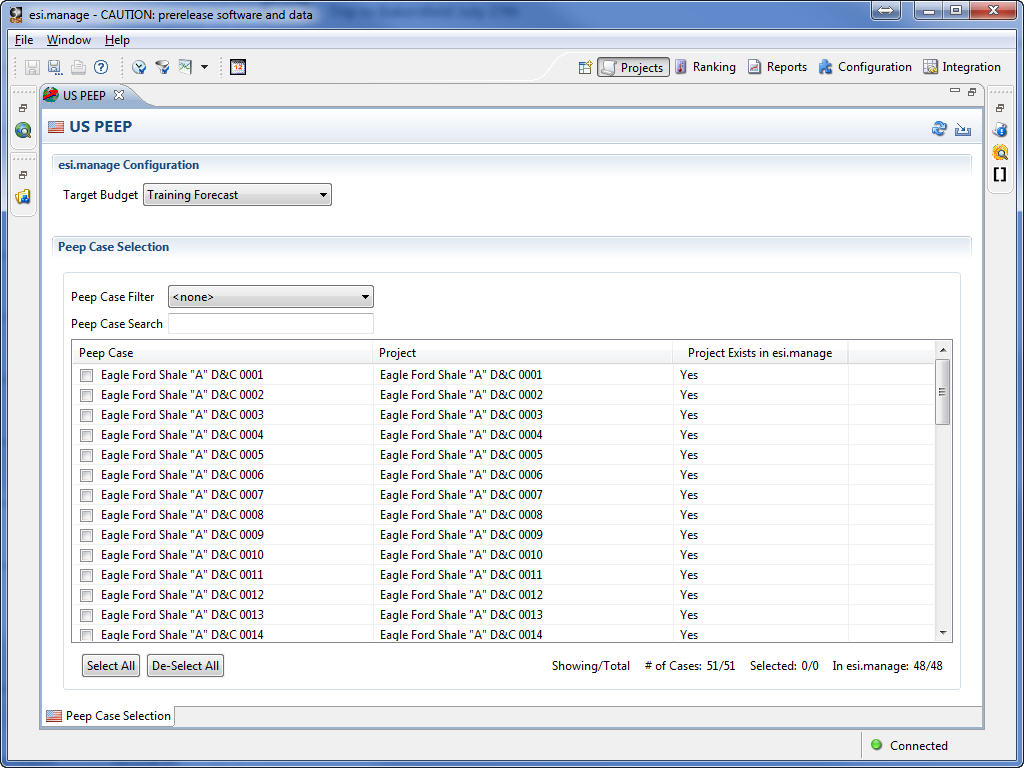 esi.manage - CAUTION: prerelease software and data
File Window Help
12
Projects Ranking Reports Configuration Integration
US PEEP
US PEEP
esi.manage Configuration
Target Budget Training Forecast
Peep Case Selection
Peep Case Filter <none>
Peep Case Search
Peep Case Project Project Exists in esi.manage
Eagle Ford Shale "A" D&C 0001 Eagle Ford Shale "A" D&C 0001 Yes
Eagle Ford Shale "A" D&C 0002 Eagle Ford Shale "A" D&C 0002 Yes
Eagle Ford Shale "A" D&C 0003 Eagle Ford Shale "A" D&C 0003 Yes
Eagle Ford Shale "A" D&C 0004 Eagle Ford Shale "A" D&C 0004 Yes
Eagle Ford Shale "A" D&C 0005 Eagle Ford Shale "A" D&C 0005 Yes
Eagle Ford Shale "A" D&C 0006 Eagle Ford Shale "A" D&C 0006 Yes
Eagle Ford Shale "A" D&C 0007 Eagle Ford Shale "A" D&C 0007 Yes
Eagle Ford Shale "A" D&C 0008 Eagle Ford Shale "A" D&C 0008 Yes
Eagle Ford Shale "A" D&C 0009 Eagle Ford Shale "A" D&C 0009 Yes
Eagle Ford Shale "A" D&C 0010 Eagle Ford Shale "A" D&C 0010 Yes
Eagle Ford Shale "A" D&C 0011 Eagle Ford Shale "A" D&C 0011 Yes
Eagle Ford Shale "A" D&C 0012 Eagle Ford Shale "A" D&C 0012 Yes
Eagle Ford Shale "A" D&C 0013 Eagle Ford Shale "A" D&C 0013 Yes
Eagle Ford Shale "A" D&C 0014 Eagle Ford Shale "A" D&C 0014 Yes
Select All De-Select All Showing/Total # of Cases: 51/51 Selected: 0/0 In esi.manage: 48/48
Peep Case Selection
Connected